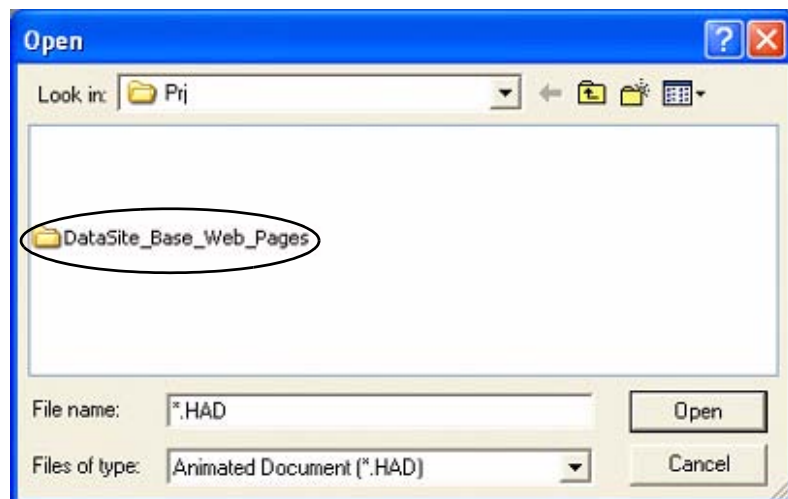 Open
Look in: Prj
DataSite_Base_Web_Pages
File name: *.HAD Open
Files of type: Animated Document (*.HAD) Cancel